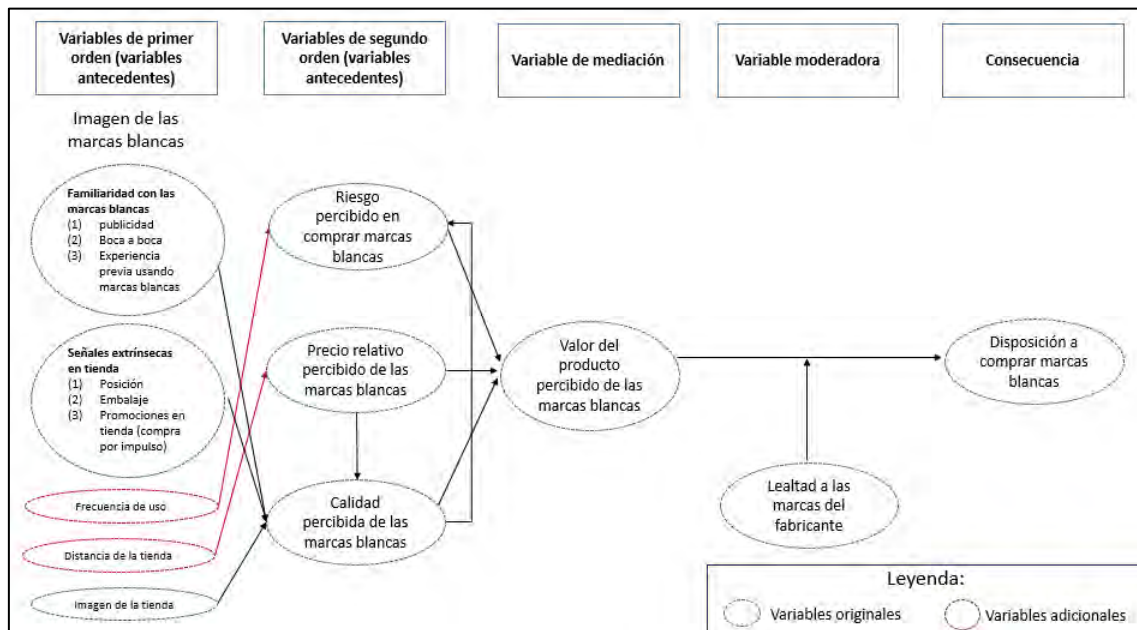 Variables de primer
orden (variables
antecedentes)
Variables de segundo
orden (variables
antecedentes)
Variable de mediación
Variable moderadora
Consecuencia
Imagen de las
marcas blancas
Familiaridad con las
marcas blancas
(1) publicidad
(2) Boca a boca
(3) Experiencia
previa usando
marcas blancas
Señales extrínsecas
en tienda
(1) Posición
(2) Embalaje
(3) Promociones en
tienda (compra
por impulso)
Frecuencia de uso
Distancia de la tienda
Imagen de la tienda
Riesgo
percibido en
comprar marcas
blancas
Precio relativo
percibido de las
marcas blancas
Calidad
percibida de las
marcas blancas
Valor del
producto
percibido de las
marcas blancas
Lealtad a las
marcas del
fabricante
Disposición a
comprar marcas
blancas
Leyenda:
Variables originales
Variables adicionales